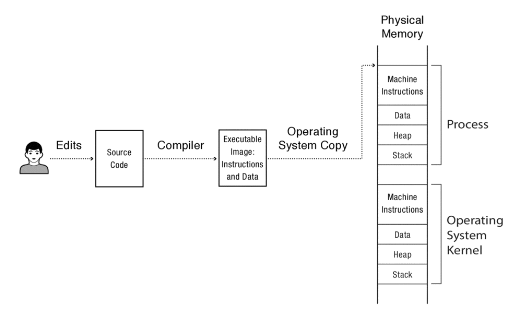 Physical
Memory
Edits
Source
Code
Compiler
Executable
Image:
Instructions
and Data
Operating
System Copy
Machine
Instructions
Data
Heap
Stack
Process
Machine
Instructions
Data
Heap
Stack
Operating
System
Kernel